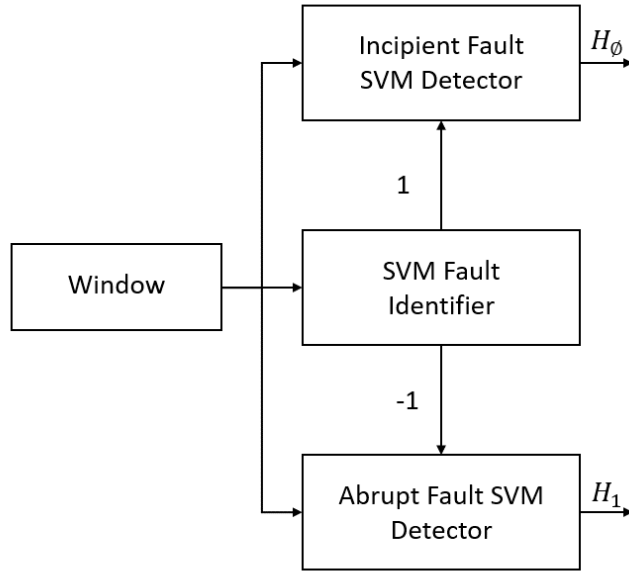 Incipient Fault
SVM Detector
H∅
1
Window
SVM Fault
Identifier
-1
Abrupt Fault SVM
Detector
H₁